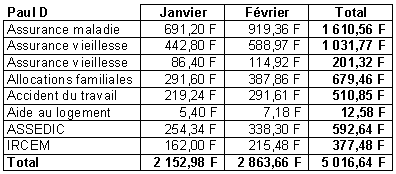 Paul D Janvier Février Total
Assurance maladie 691,20 F 919,36 F 1 610,56 F
Assurance vieillesse 442,80 F 588,97 F 1 031,77 F
Assurance vieillesse 86,40 F 114,92 F 201,32 F
Allocations familiales 291,60 F 387,86 F 679,46 F
Accident du travail 219,24 F 291,61 F 510,85 F
Aide au logement 5,40 F 7,18 F 12,58 F
ASSEDIC 254,34 F 338,30 F 592,64 F
IRCEM 162,00 F 215,48 F 377,48 F
Total 2 152,98 F 2 863,66 F 5 016,64 F